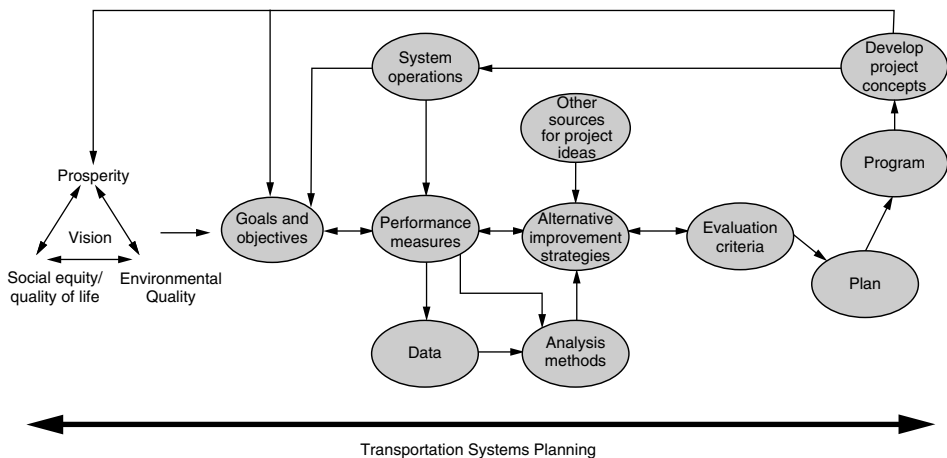 System
operations
Develop
project
concepts
Other
sources
for project
ideas
Program
Prosperity
Vision
Social equity/
quality of life
Environmental
Quality
Goals and
objectives
Performance
measures
Alternative
improvement
strategies
Evaluation
criteria
Plan
Data
Analysis
methods
Transportation Systems Planning